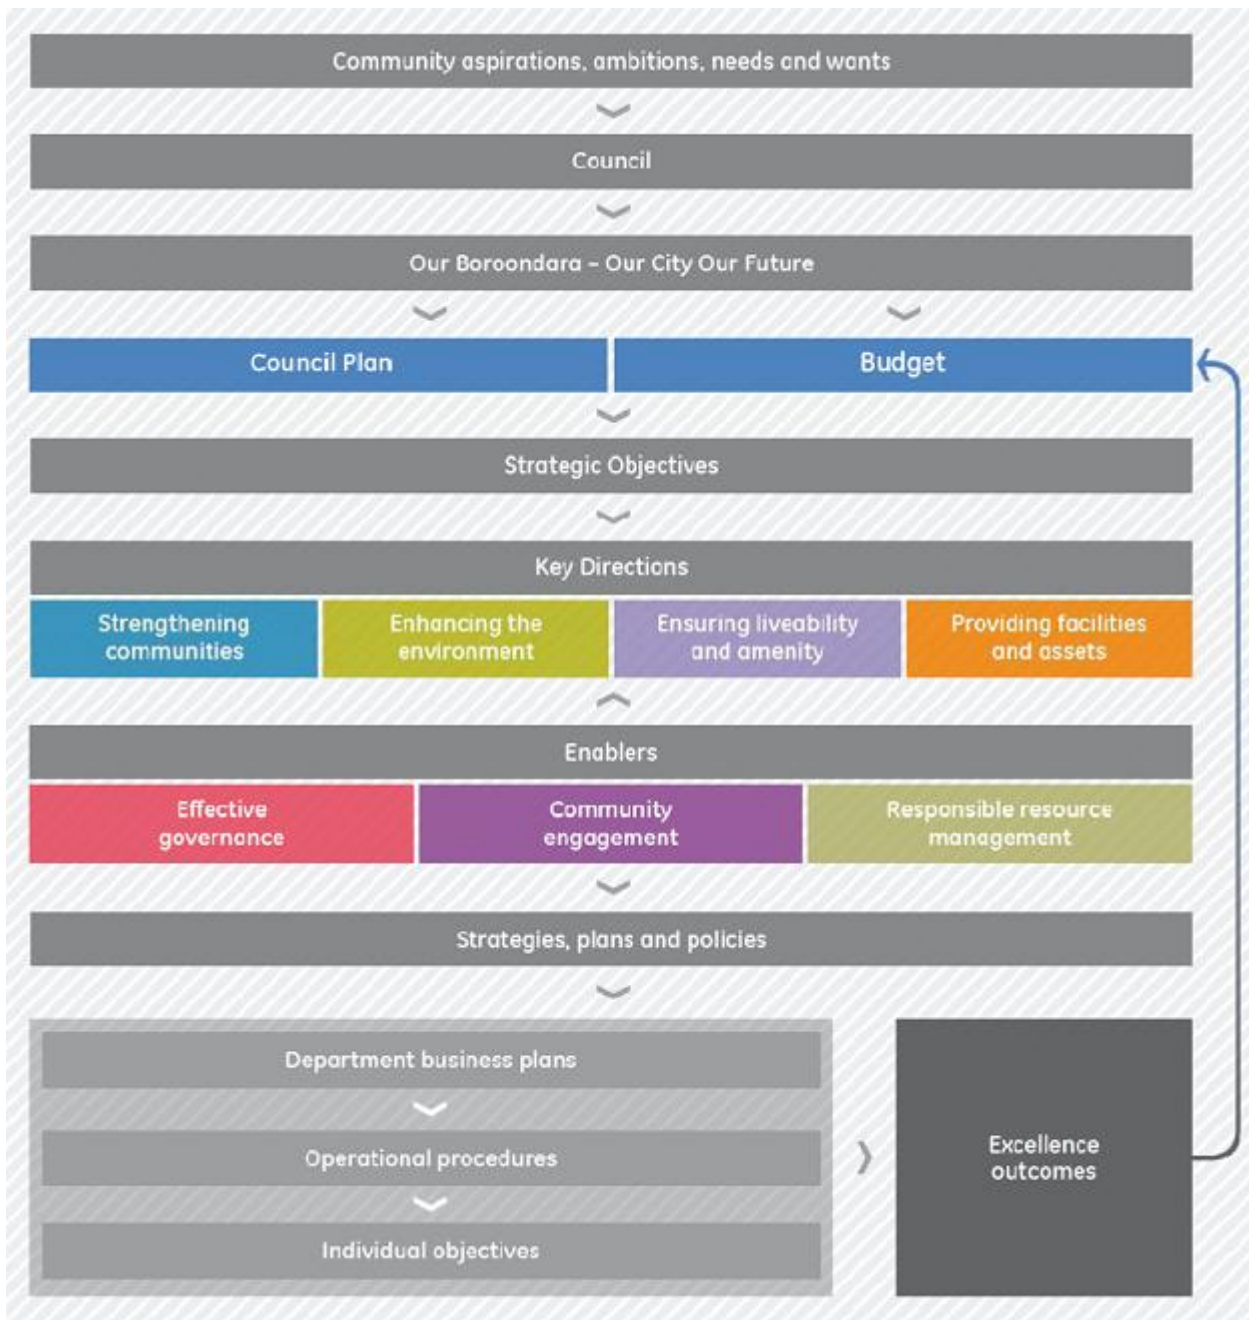 Community aspirations, ambitions, needs and wants
Council
Our Boroondara – Our City Our Future
Council Plan
Budget
Strategic Objectives
Key Directions
Strengthening
communities
Enhancing the
environment
Ensuring liveability
and amenity
Providing facilities
and assets
Enablers
Effective
governance
Community
engagement
Responsible resource
management
Strategies, plans and policies
Department business plans
Operational procedures
Individual objectives
Excellence
outcomes